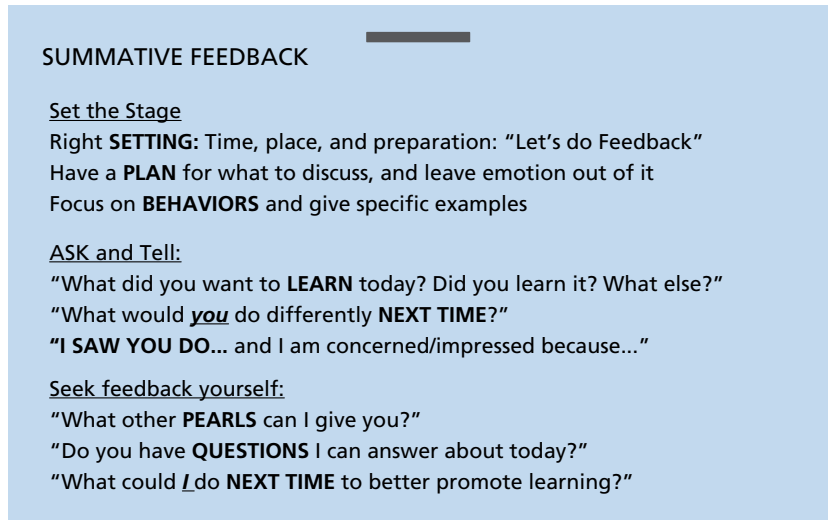 SUMMATIVE FEEDBACK
Set the Stage
Right SETTING: Time, place, and preparation: “Let’s do Feedback”
Have a PLAN for what to discuss, and leave emotion out of it
Focus on BEHAVIORS and give specific examples
ASK and Tell:
“What did you want to LEARN today? Did you learn it? What else?”
“What would you do differently NEXT TIME?”
“I SAW YOU DO... and I am concerned/impressed because...”
Seek feedback yourself:
“What other PEARLS can I give you?”
“Do you have QUESTIONS I can answer about today?”
“What could I do NEXT TIME to better promote learning?”